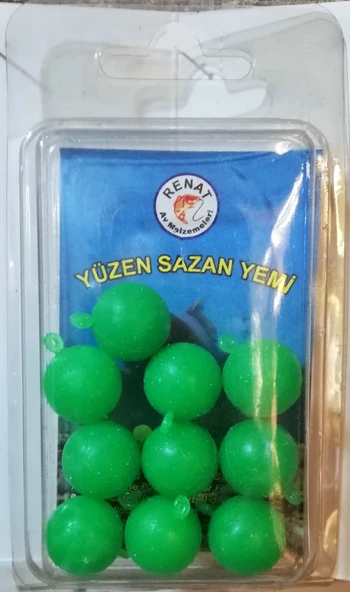 RENAT
Av Malzemeleri
YÜZEN SAZAN YEMİ